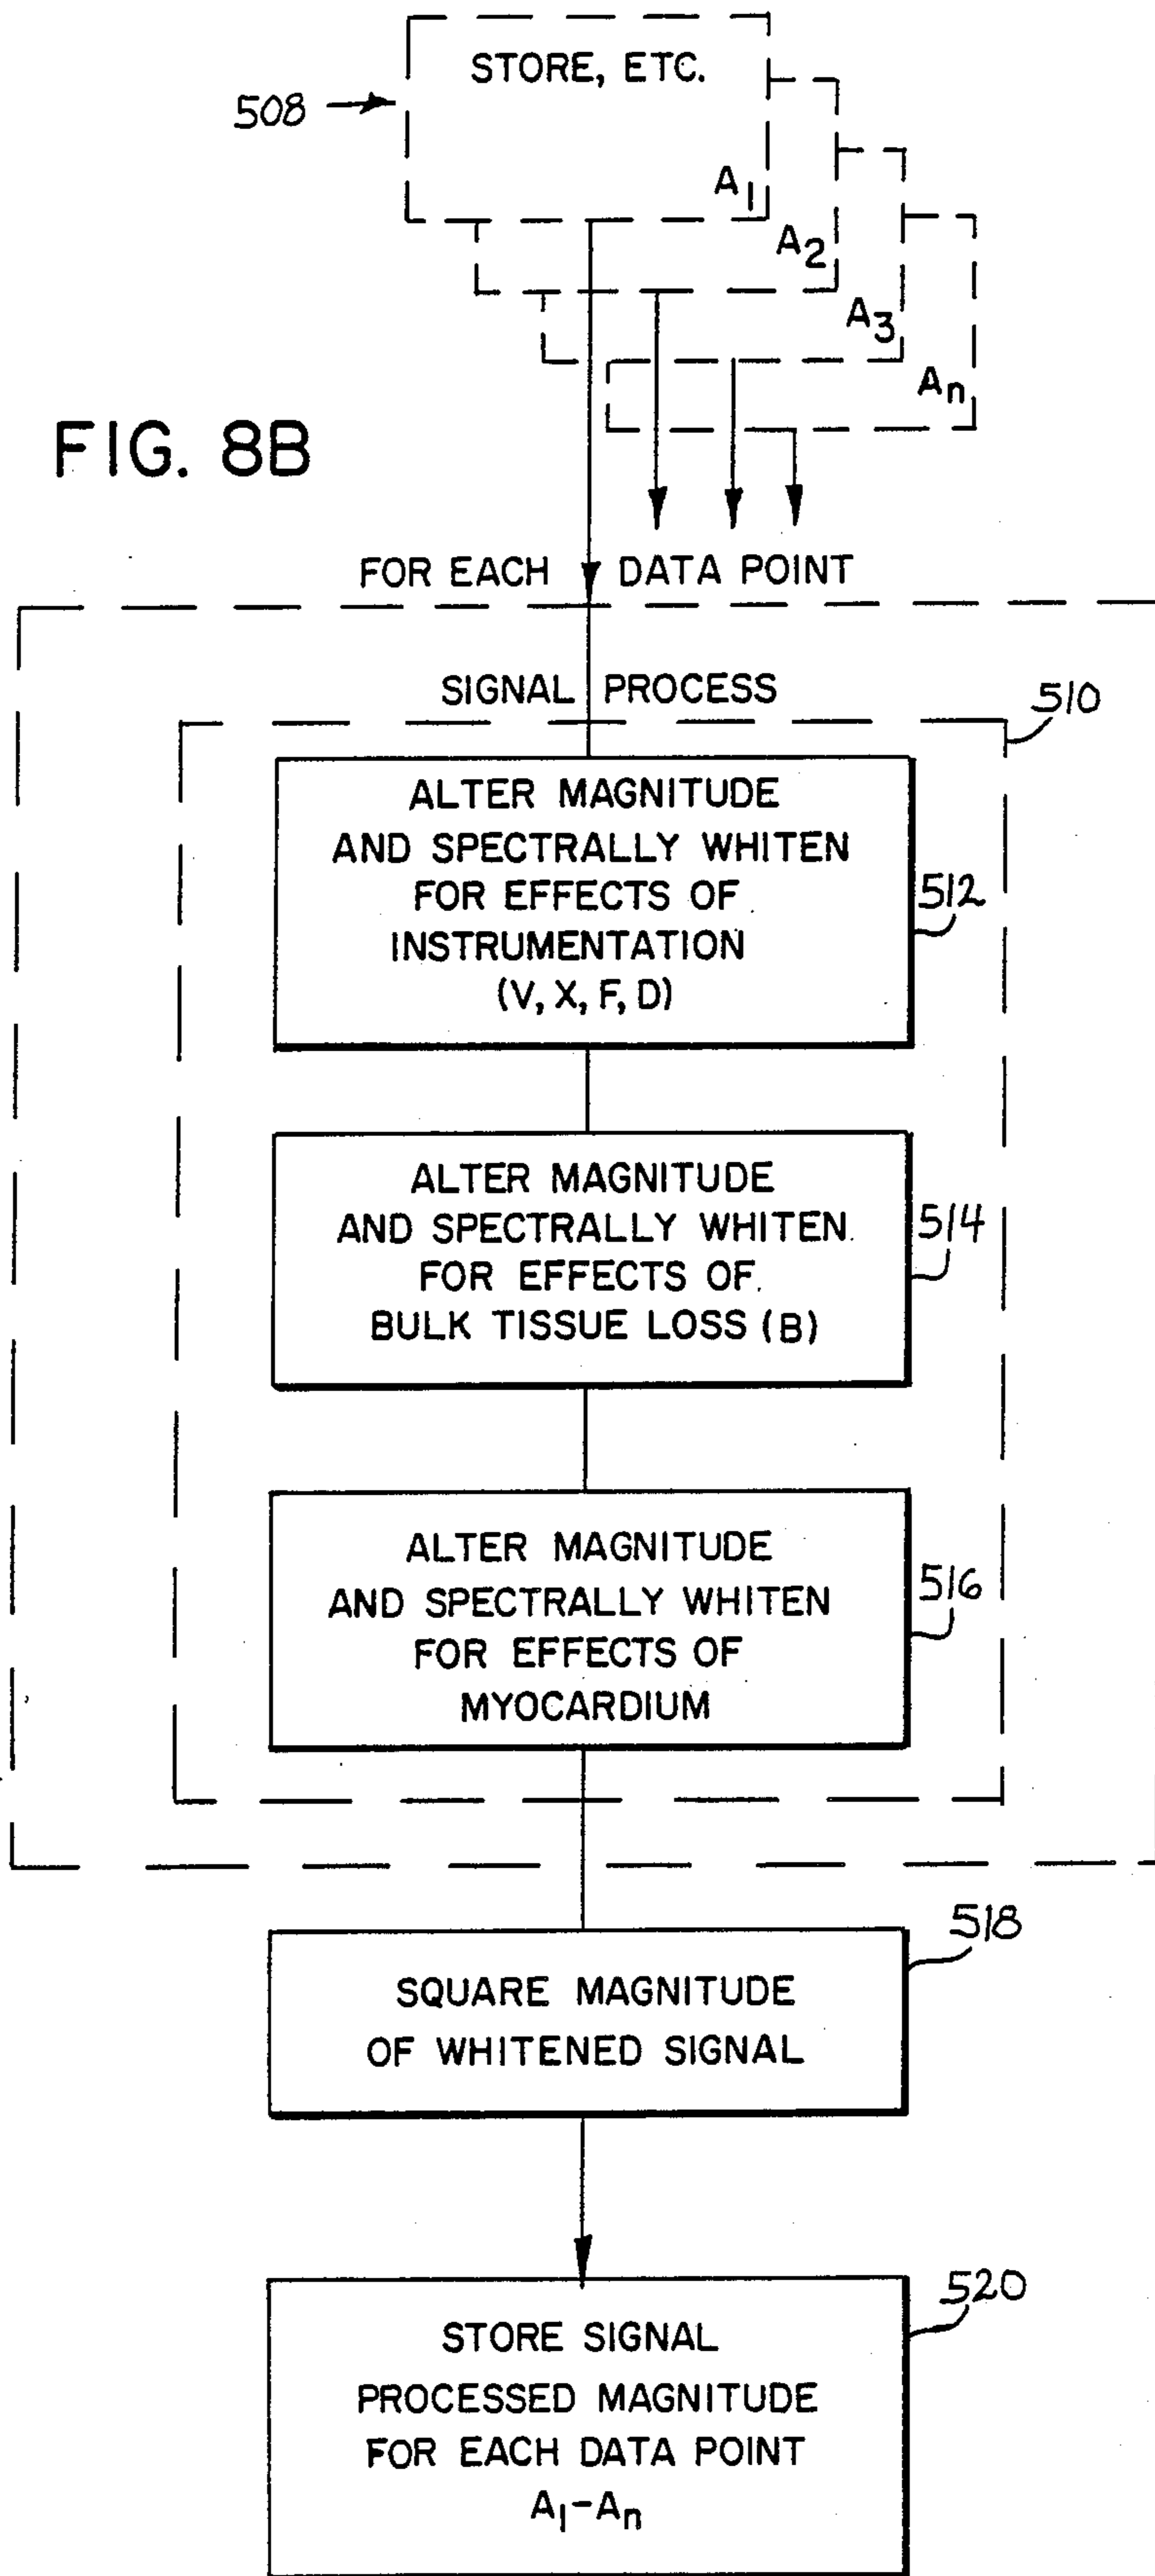 STORE, ETC.
508
A1
A2
A3
An
FIG. 8B
FOR EACH DATA POINT
SIGNAL PROCESS
510
ALTER MAGNITUDE
AND SPECTRALLY WHITEN
FOR EFFECTS OF
INSTRUMENTATION
(V, X, F, D)
512
ALTER MAGNITUDE
AND SPECTRALLY WHITEN
FOR EFFECTS OF
BULK TISSUE LOSS (B)
514
ALTER MAGNITUDE
AND SPECTRALLY WHITEN
FOR EFFECTS OF
MYOCARDIUM
516
518
SQUARE MAGNITUDE
OF WHITENED SIGNAL
520
STORE SIGNAL
PROCESSED MAGNITUDE
FOR EACH DATA POINT
A1-An